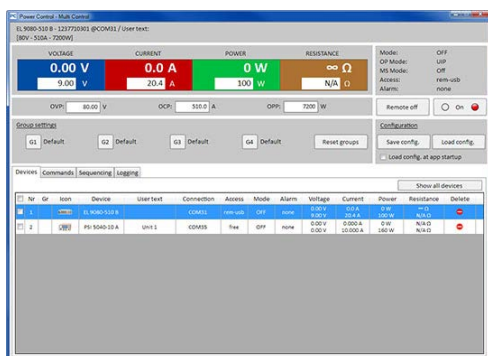 Power Control - Multi Control
EL 9080-510 B - 1237710301 @COM31 / User text:
[80V - 510A - 7200W]
VOLTAGE CURRENT POWER RESISTANCE
0.00 V 0.0 A 0 W ∞ Ω
9.00 V 20.4 A 100 W N/A Ω
Mode: OFF
OP Mode: UIP
MS Mode: Off
Access: rem-usb
Alarm: none
OVP: 80.00 V OCP: 510.0 A OPP: 7200 W
Remote off On
Group settings
G1 Default G2 Default G3 Default G4 Default Reset groups
Configuration
Save config. Load config.
Load config. at app startup
Devices Commands Sequencing Logging
Show all devices
Nr Gr Icon Device Usertext Connection Access Mode Alarm Voltage Current Power Resistance Delete
1 EL 9080-510 B COM31 rem-usb OFF none 0.00 V 0.0 A 0 W ∞ Ω
9.00 V 20.4 A 100 W N/A Ω
2 PSI 5040-10 A Unit 1 COM35 free OFF none 0.00 V 0.000 A 0 W N/A Ω
0.00 V 10.000 A 160 W N/A Ω